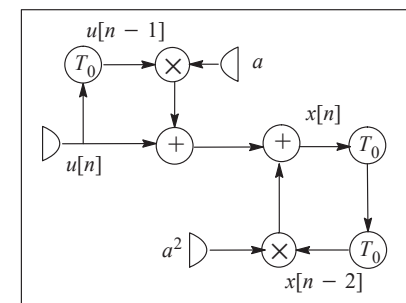 u[n − 1]
T₀
×
a
x[n]
u[n]
+
+
T₀
a²
×
T₀
x[n − 2]